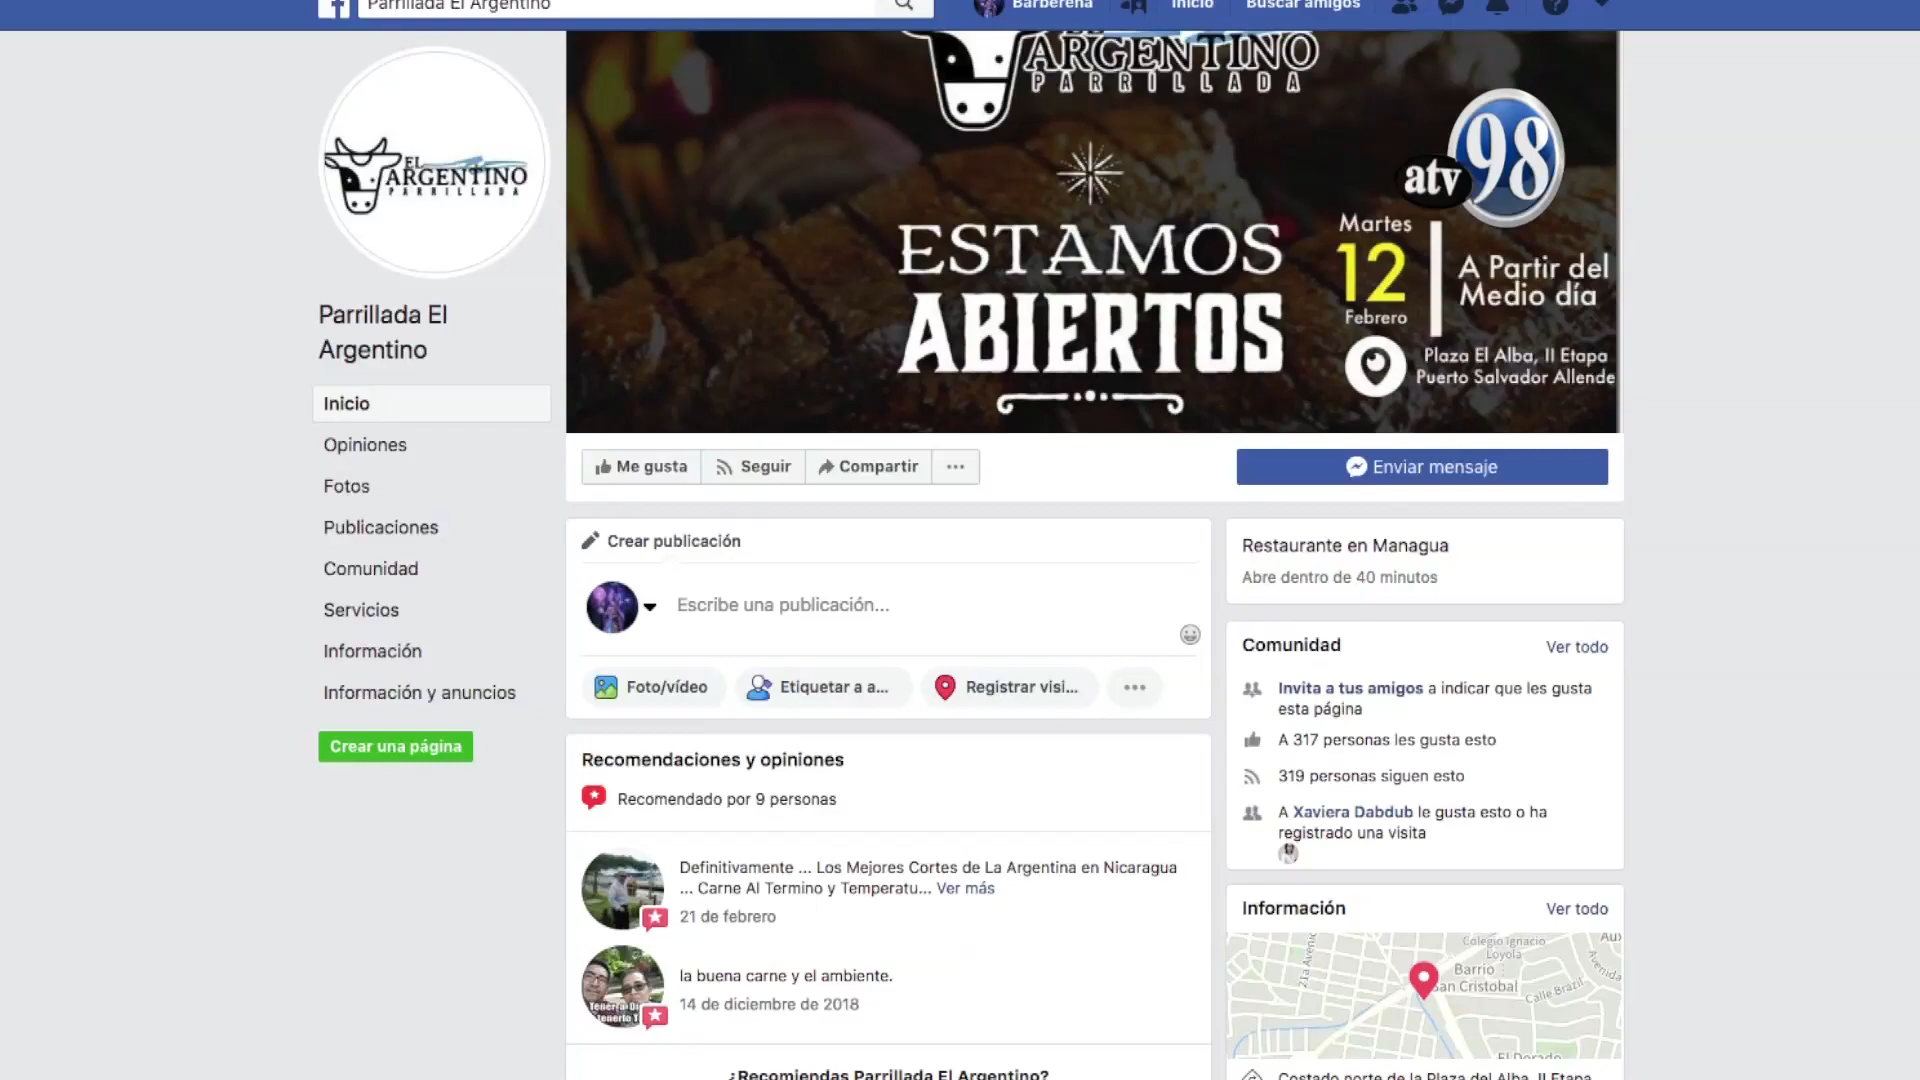 Parrillada El Argentino
Barberena
Inicio
Buscar amigos
EL
ARGENTINO
PARRILLADA
Parrillada El
Argentino
Inicio
Opiniones
Fotos
Publicaciones
Comunidad
Servicios
Información
Información y anuncios
Crear una página
ARGENTINO
PARRILLADA
ESTAMOS
ABIERTOS
atv 98
Martes
12
Febrero
A Partir del
Medio día
Plaza El Alba, II Etapa
Puerto Salvador Allende
Me gusta
Seguir
Compartir
Enviar mensaje
Crear publicación
Escribe una publicación...
Foto/vídeo
Etiquetar a a...
Registrar visi...
Recomendaciones y opiniones
Recomendado por 9 personas
Definitivamente ... Los Mejores Cortes de La Argentina en Nicaragua
... Carne Al Termino y Temperatu... Ver más
21 de febrero
la buena carne y el ambiente.
14 de diciembre de 2018
¿Recomiendas Parrillada El Argentino?
Restaurante en Managua
Abre dentro de 40 minutos
Comunidad
Ver todo
Invita a tus amigos a indicar que les gusta
esta página
A 317 personas les gusta esto
319 personas siguen esto
A Xaviera Dabdub le gusta esto o ha
registrado una visita
Información
Ver todo
Colegio Ignacio
Loyola
Barrio
San Cristobal
Calle Brazil
Avenida
21a Avenic
El Dorado
Costado norte de la Plaza del Alba, II Etapa